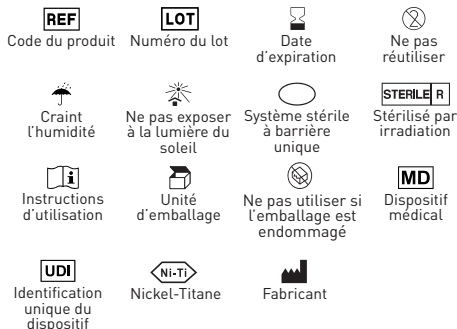 REF
LOT
2
Code du produit
Numéro du lot
Date
d'expiration
Ne pas
réutiliser
STERILE R
Craint
l'humidité
Ne pas exposer
à la lumière du
soleil
Système stérile
à barrière
unique
Stérilisé par
irradiation
i
MD
Instructions
d'utilisation
Unité
d'emballage
Ne pas utiliser si
l'emballage est
endommagé
Dispositif
médical
UDI
Ni-Ti
Identification
unique du
dispositif
Nickel-Titane
Fabricant